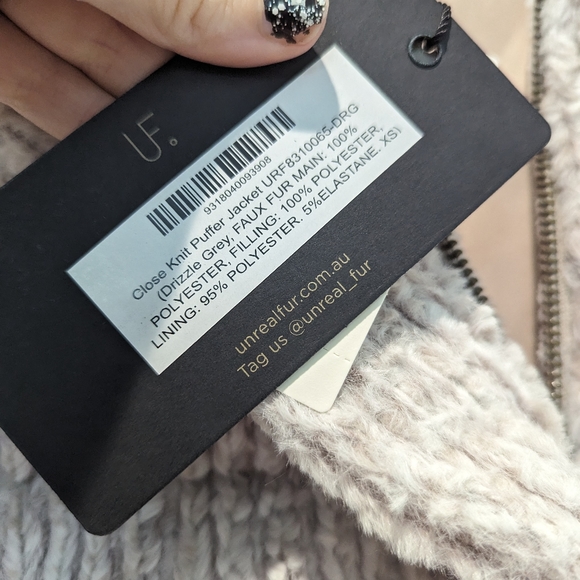 UF.
9318040093908
Close Knit Puffer Jacket URF8310065-DRG
(Drizzle Grey, FAUX FUR MAIN: 100%
POLYESTER, FILLING: 100% POLYESTER,
LINING: 95% POLYESTER. 5%ELASTANE. XS)
unrealfur.com.au
Tag us @unreal_fur